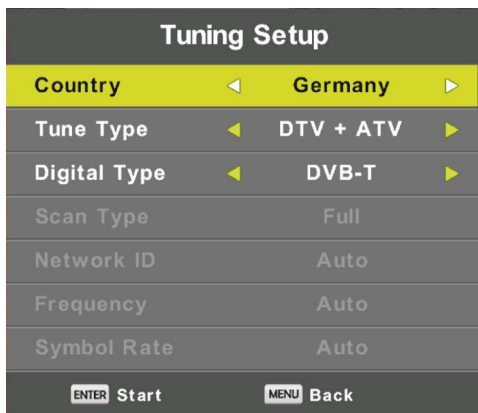 Tuning Setup
Country Germany
Tune Type DTV + ATV
Digital Type DVB-T
Scan Type Full
Network ID Auto
Frequency Auto
Symbol Rate Auto
ENTER Start MENU Back